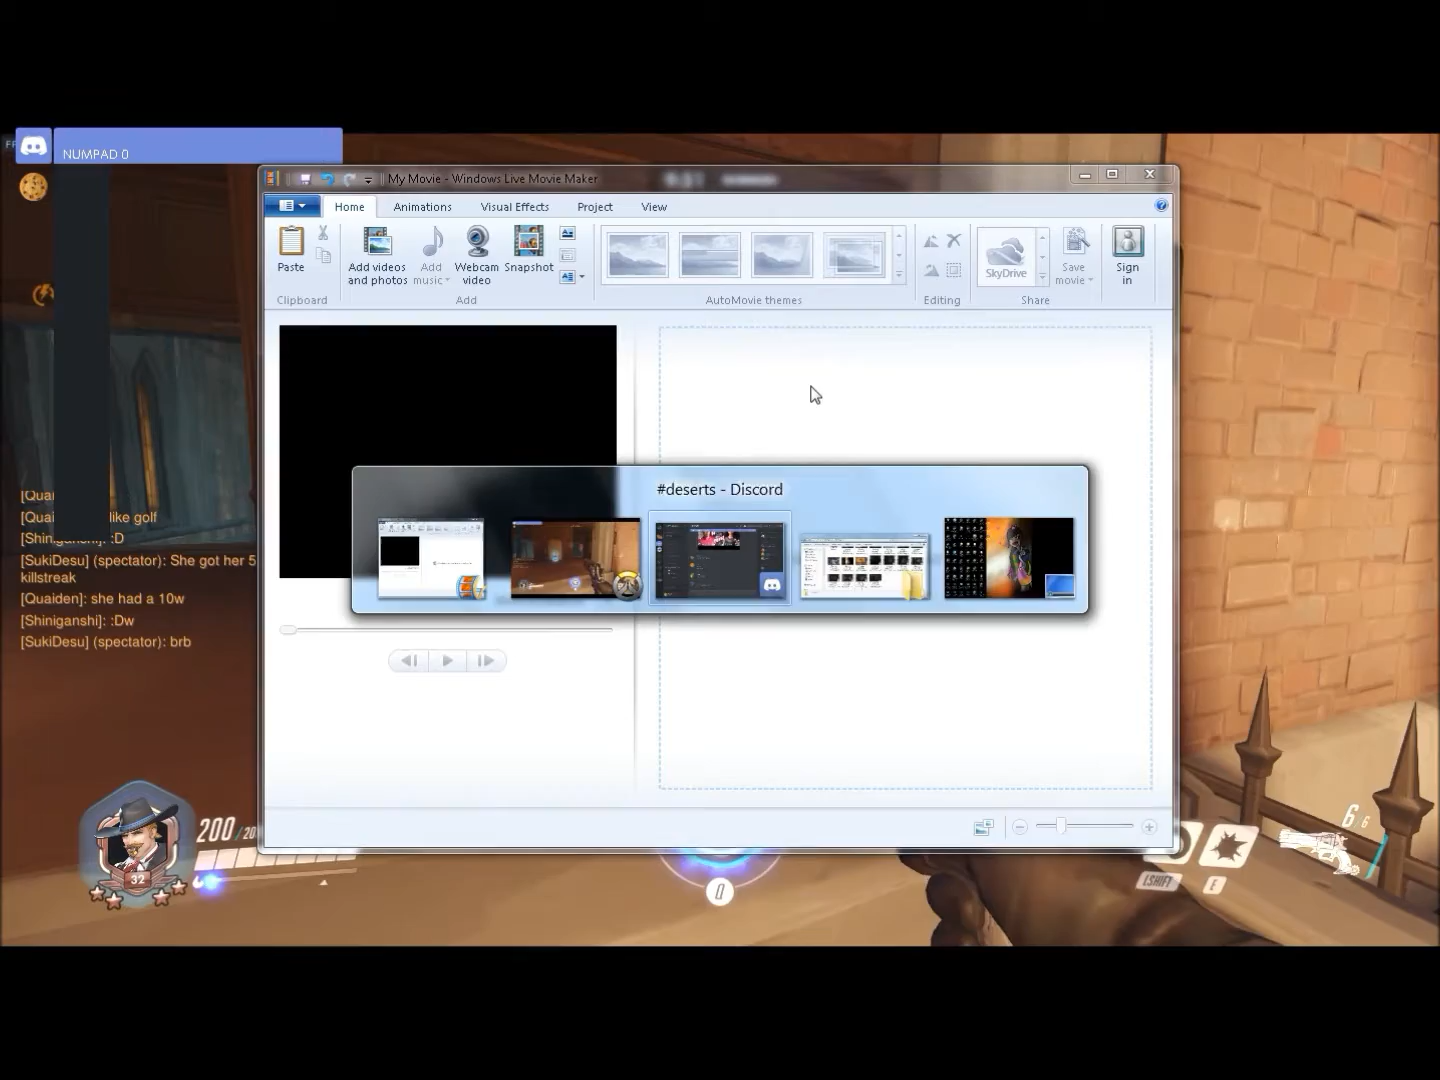 NUMPAD 0
My Movie - Windows Live Movie Maker
Home
Animations
Visual Effects
Project
View
Paste
Add videos
and photos
Add
music
Webcam
video
Snapshot
SkyDrive
Save
movie
Sign
in
Clipboard
Add
AutoMovie themes
Editing
Share
#deserts - Discord
like golf
:D
[SukiDesu] (spectator): She got her 5
killstreak
[Quaiden]: she had a 10w
[Shiniganshi]: :Dw
[SukiDesu] (spectator): brb
32
200
6
6
LSHIFT
E